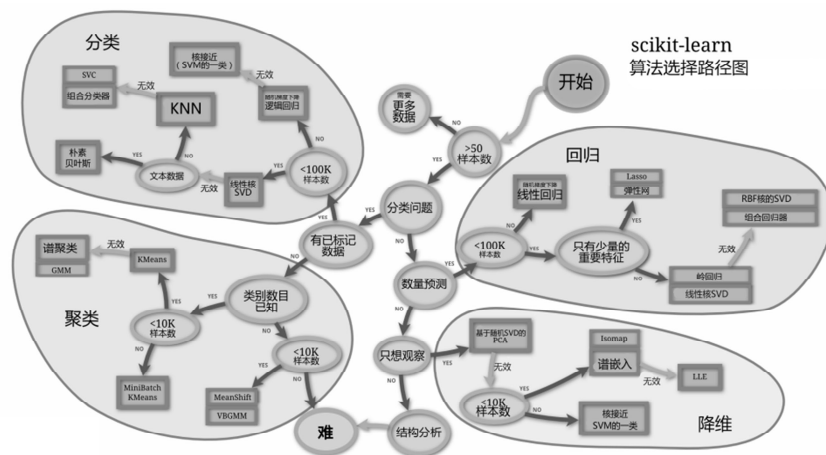 scikit-learn
算法选择路径图
开始
需要
更多
数据
NO
>50
样本数
YES
分类问题
YES
NO
有已标记
数据
YES
NO
数量预测
YES
NO
只想观察
YES
NO
结构分析
难
分类
核接近
(SVM的一类)
无效
SVC
组合分类器
无效
KNN
随机梯度下降
逻辑回归
NO
朴素
贝叶斯
YES
NO
文本数据
无效
线性核
SVD
YES
<100K
样本数
回归
随机梯度下降
线性回归
NO
<100K
样本数
YES
Lasso
弹性网
YES
只有少量的
重要特征
NO
RBF核的SVD
组合回归器
无效
岭回归
线性核SVD
聚类
谱聚类
GMM
无效
KMeans
YES
<10K
样本数
YES
类别数目
已知
NO
NO
MiniBatch
KMeans
<10K
样本数
YES
NO
MeanShift
VBGMM
降维
基于随机SVD的
PCA
无效
<10K
样本数
YES
NO
Isomap
谱嵌入
无效
LLE
核接近
SVM的一类